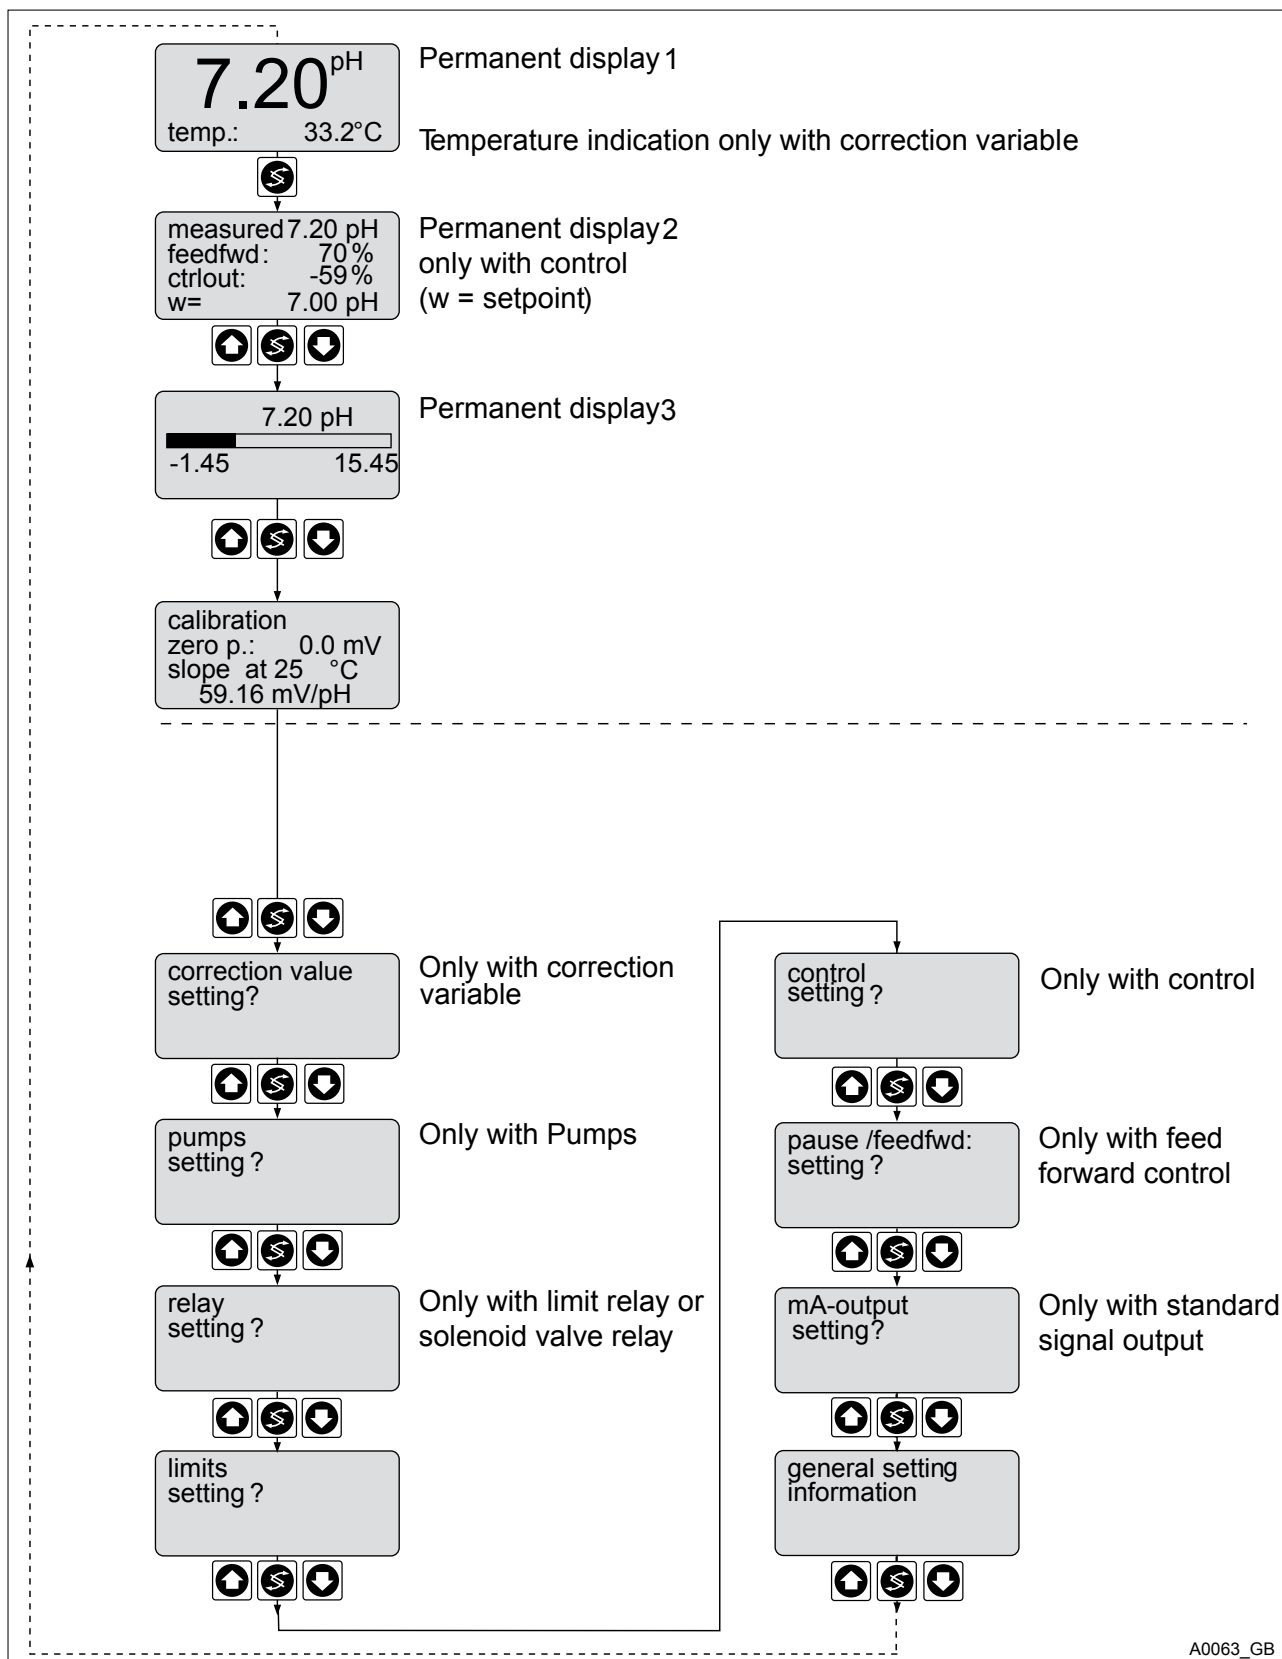 7.20 pH
temp.: 33.2°C
Permanent display 1
Temperature indication only with correction variable
measured 7.20 pH
feedfwd: 70%
ctrlout: -59%
w= 7.00 pH
Permanent display 2
only with control
(w = setpoint)
7.20 pH
-1.45 15.45
Permanent display 3
calibration
zero p.: 0.0 mV
slope at 25 °C
59.16 mV/pH
correction value
setting?
Only with correction
variable
pumps
setting ?
Only with Pumps
relay
setting ?
Only with limit relay or
solenoid valve relay
limits
setting ?
control
setting ?
Only with control
pause /feedfwd:
setting ?
Only with feed
forward control
mA-output
setting?
Only with standard
signal output
general setting
information
A0063_GB